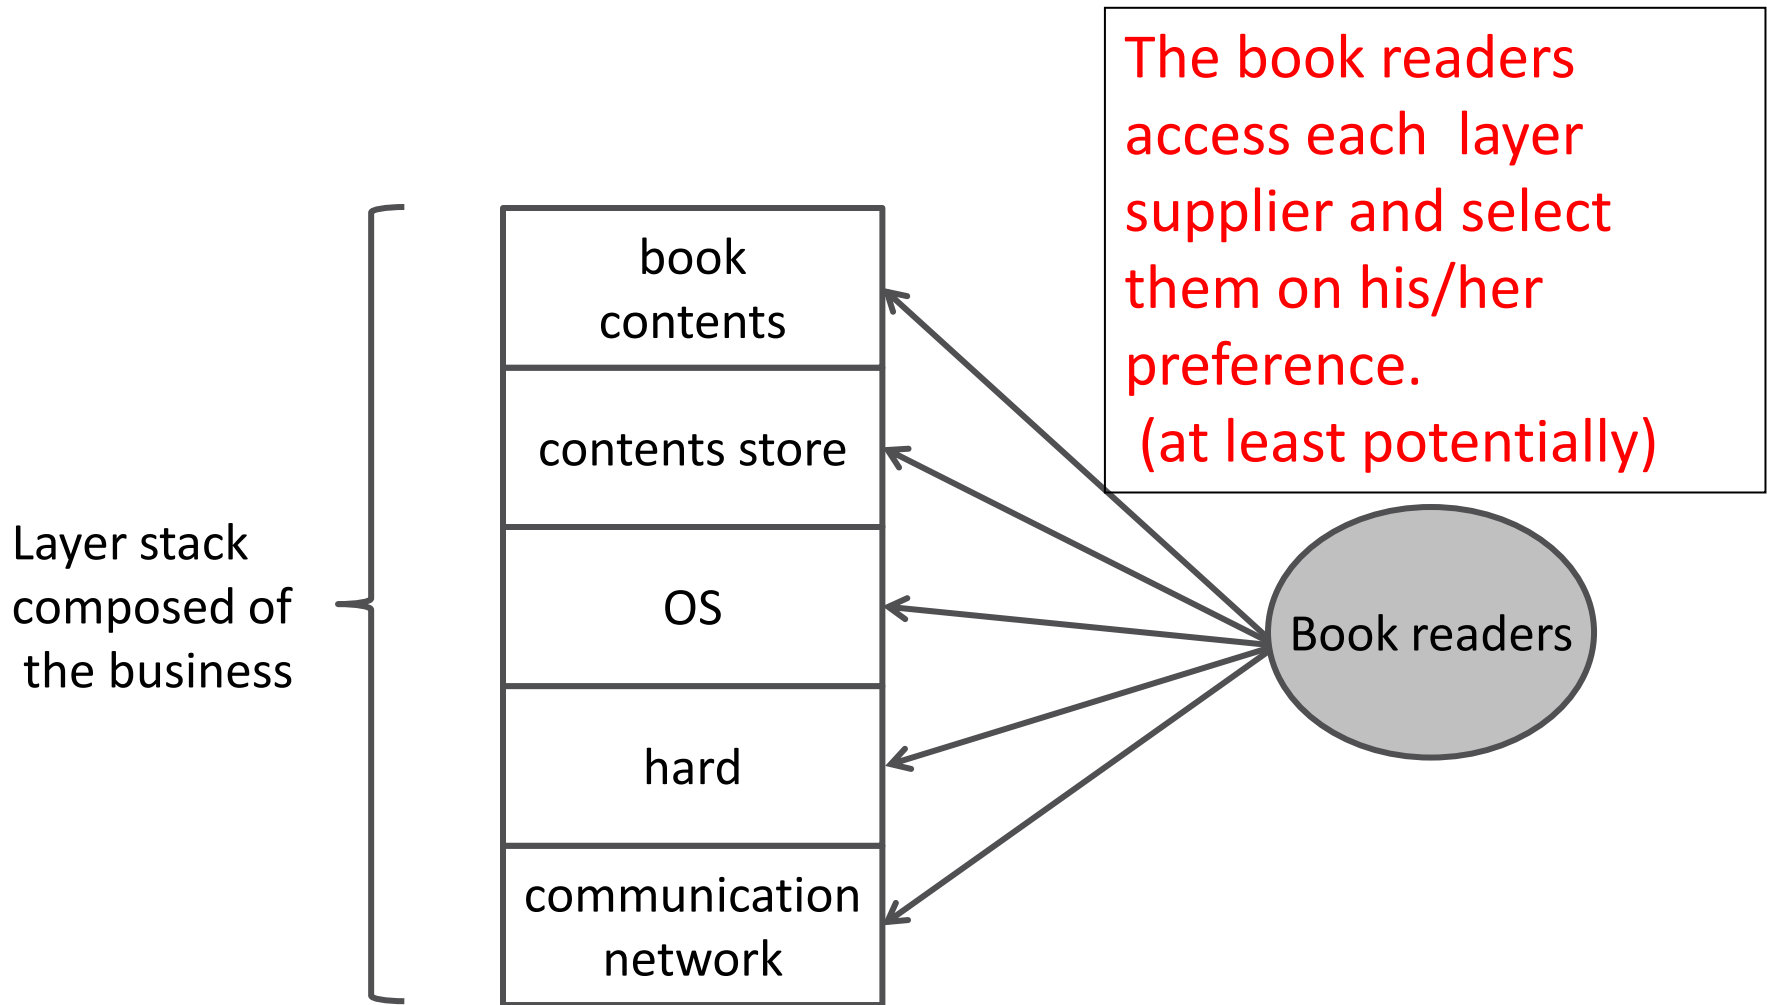 The book readers
access each  layer
supplier and select
them on his/her
preference.
(at least potentially)
book
contents
contents store
Layer stack
composed of
the business
OS
Book readers
hard
communication
network